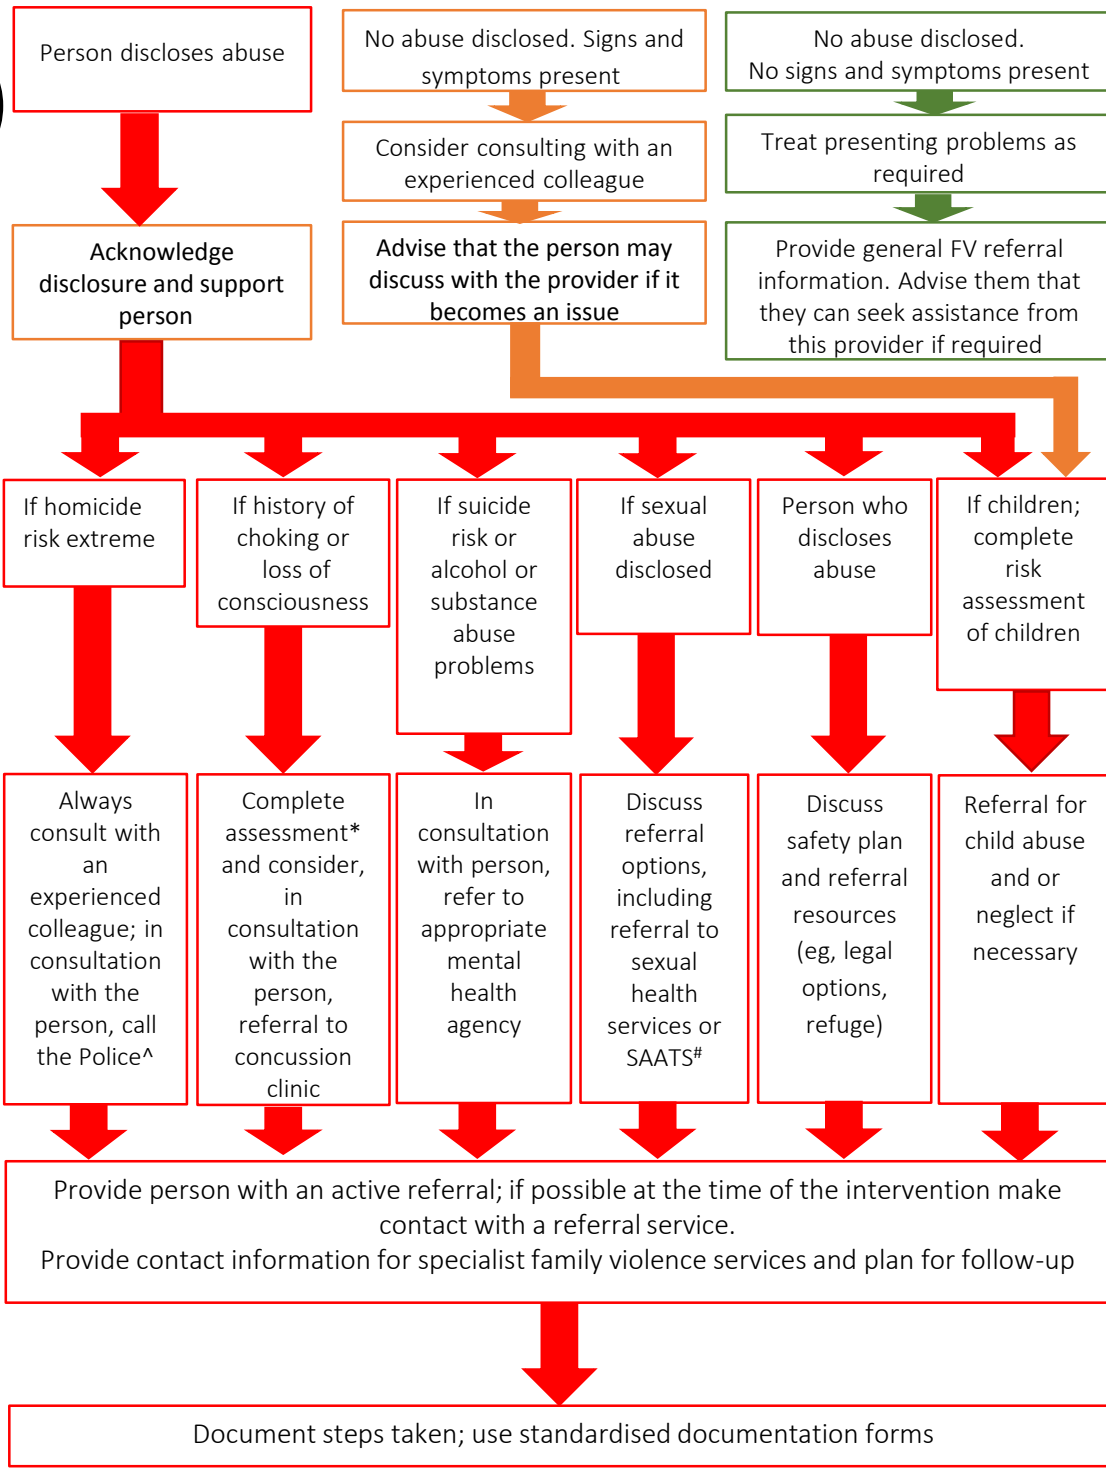 Person discloses abuse
No abuse disclosed. Signs and
symptoms present
No abuse disclosed.
No signs and symptoms present
Consider consulting with an
experienced colleague
Treat presenting problems as
required
Acknowledge
disclosure and support
person
Advise that the person may
discuss with the provider if it
becomes an issue
Provide general FV referral
information. Advise them that
they can seek assistance from
this provider if required
If homicide
risk extreme
If history of
choking or
loss of
consciousness
If suicide
risk or
alcohol or
substance
abuse
problems
If sexual
abuse
disclosed
Person who
discloses
abuse
If children;
complete
risk
assessment
of children
Always
consult with
an
experienced
colleague; in
consultation
with the
person, call
the Police^
Complete
assessment*
and consider,
in
consultation
with the
person,
referral to
concussion
clinic
In
consultation
with person,
refer to
appropriate
mental
health
agency
Discuss
referral
options,
including
referral to
sexual
health
services or
SAATS#
Discuss
safety plan
and referral
resources
(eg, legal
options,
refuge)
Referral for
child abuse
and or
neglect if
necessary
Provide person with an active referral; if possible at the time of the intervention make
contact with a referral service.
Provide contact information for specialist family violence services and plan for follow-up
Document steps taken; use standardised documentation forms